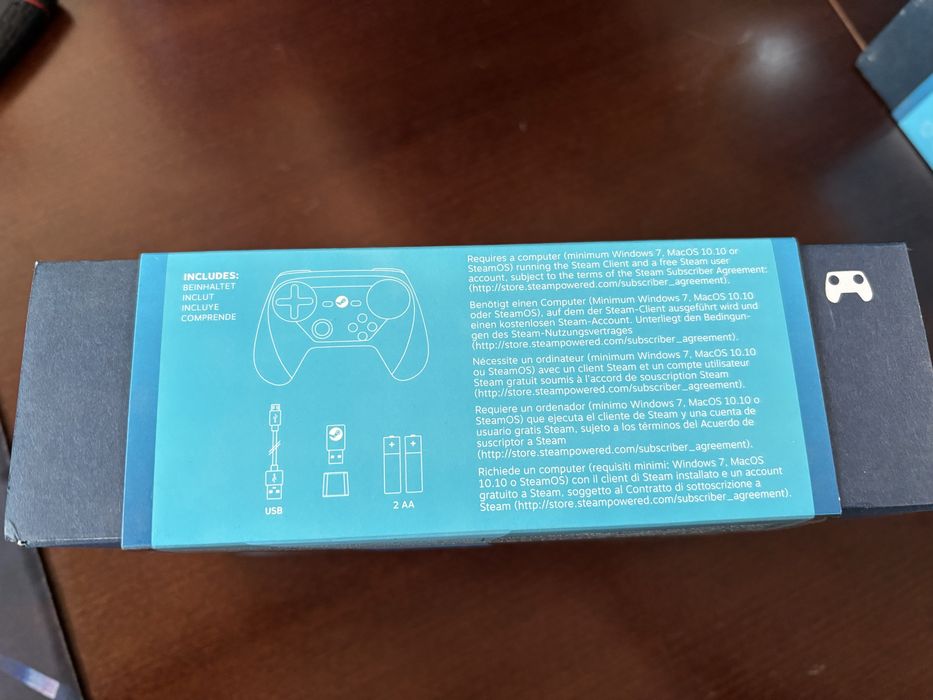 INCLUDES:
BEINHALTET
INCLUT
INCLUYE
COMPRENDE
USB
2 AA
Requires a computer (minimum Windows 7, MacOS 10.10 or
SteamOS) running the Steam Client and a free Steam user
account, subject to the terms of the Steam Subscriber Agreement:
(http://store.steampowered.com/subscriber_agreement).
Benötigt einen Computer (Minimum Windows 7, MacOS 10.10
oder SteamOS), auf dem der Steam-Client ausgeführt wird und
einen kostenlosen Steam-Account. Unterliegt den Bedingun-
gen des Steam-Nutzungsvertrages
(http://store.steampowered.com/subscriber_agreement).
Nécessite un ordinateur (minimum Windows 7, MacOS 10.10
ou SteamOS) avec un client Steam et un compte utilisateur
Steam gratuit soumis à l'accord de souscription Steam
(http://store.steampowered.com/subscriber_agreement).
Requiere un ordenador (mínimo Windows 7, MacOS 10.10 o
SteamOS) que ejecuta el cliente de Steam y una cuenta de
usuario gratis Steam, sujeto a los términos del Acuerdo de
suscriptor a Steam
(http://store.steampowered.com/subscriber_agreement).
Richiede un computer (requisiti minimi: Windows 7, MacOS
10.10 o SteamOS) con il client di Steam installato e un account
gratuito a Steam, soggetto al Contratto di sottoscrizione a
Steam (http://store.steampowered.com/subscriber_agreement).